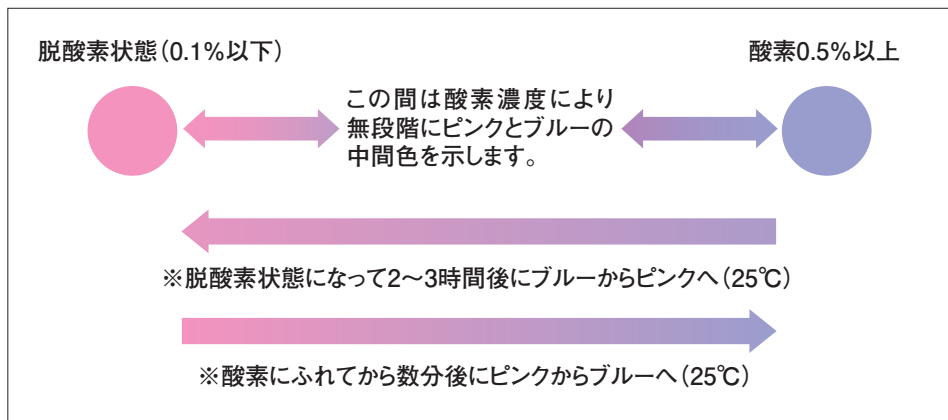 脱酸素状態（0.1%以下）
酸素0.5%以上
この間は酸素濃度により
無段階にピンクとブルーの
中間色を示します。
※脱酸素状態になって2〜3時間後にブルーからピンクへ（25℃）
※酸素にふれてから数分後にピンクからブルーへ（25℃）